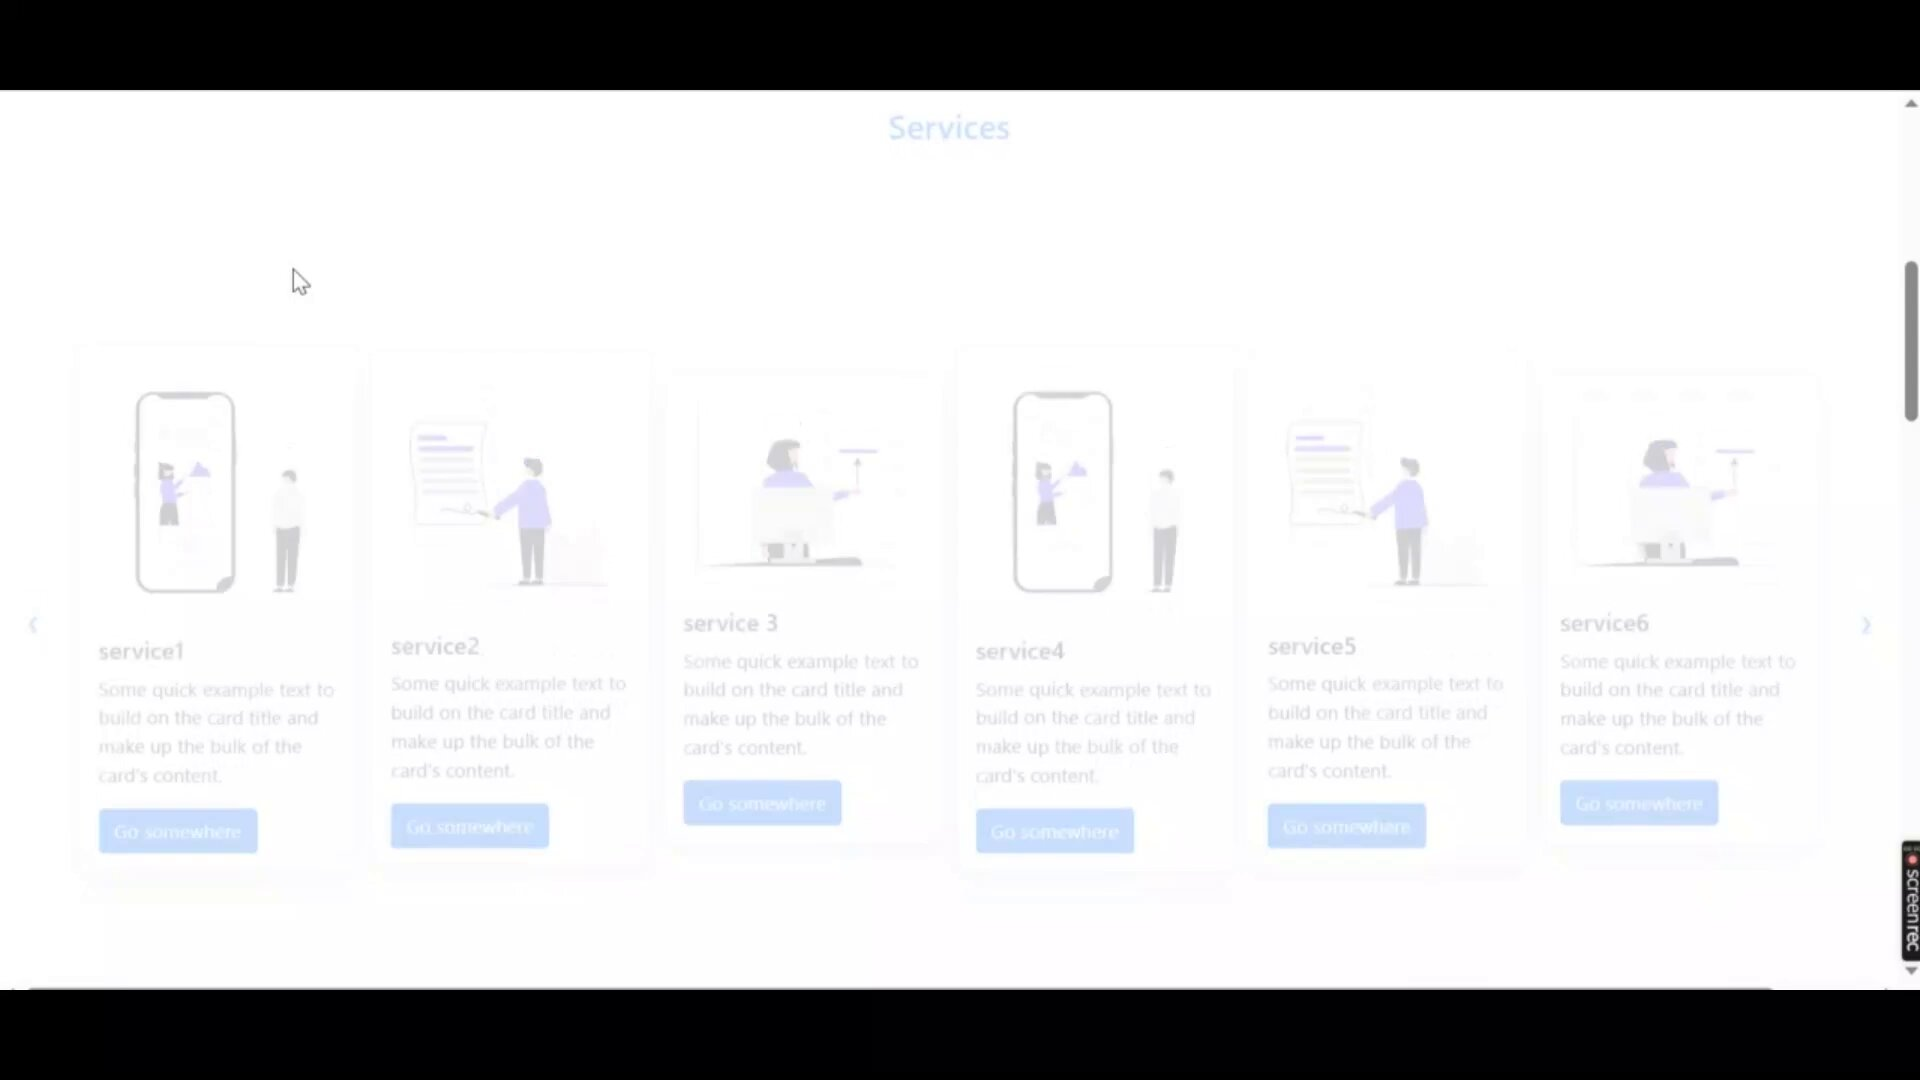 Services
service1
Some quick example text to
build on the card title and
make up the bulk of the
card's content.
Go somewhere
service2
Some quick example text to
build on the card title and
make up the bulk of the
card's content.
Go somewhere
service 3
Some quick example text to
build on the card title and
make up the bulk of the
card's content.
Go somewhere
service4
Some quick example text to
build on the card title and
make up the bulk of the
card's content.
Go somewhere
service5
Some quick example text to
build on the card title and
make up the bulk of the
card's content.
Go somewhere
service6
Some quick example text to
build on the card title and
make up the bulk of the
card's content.
Go somewhere
screenrec